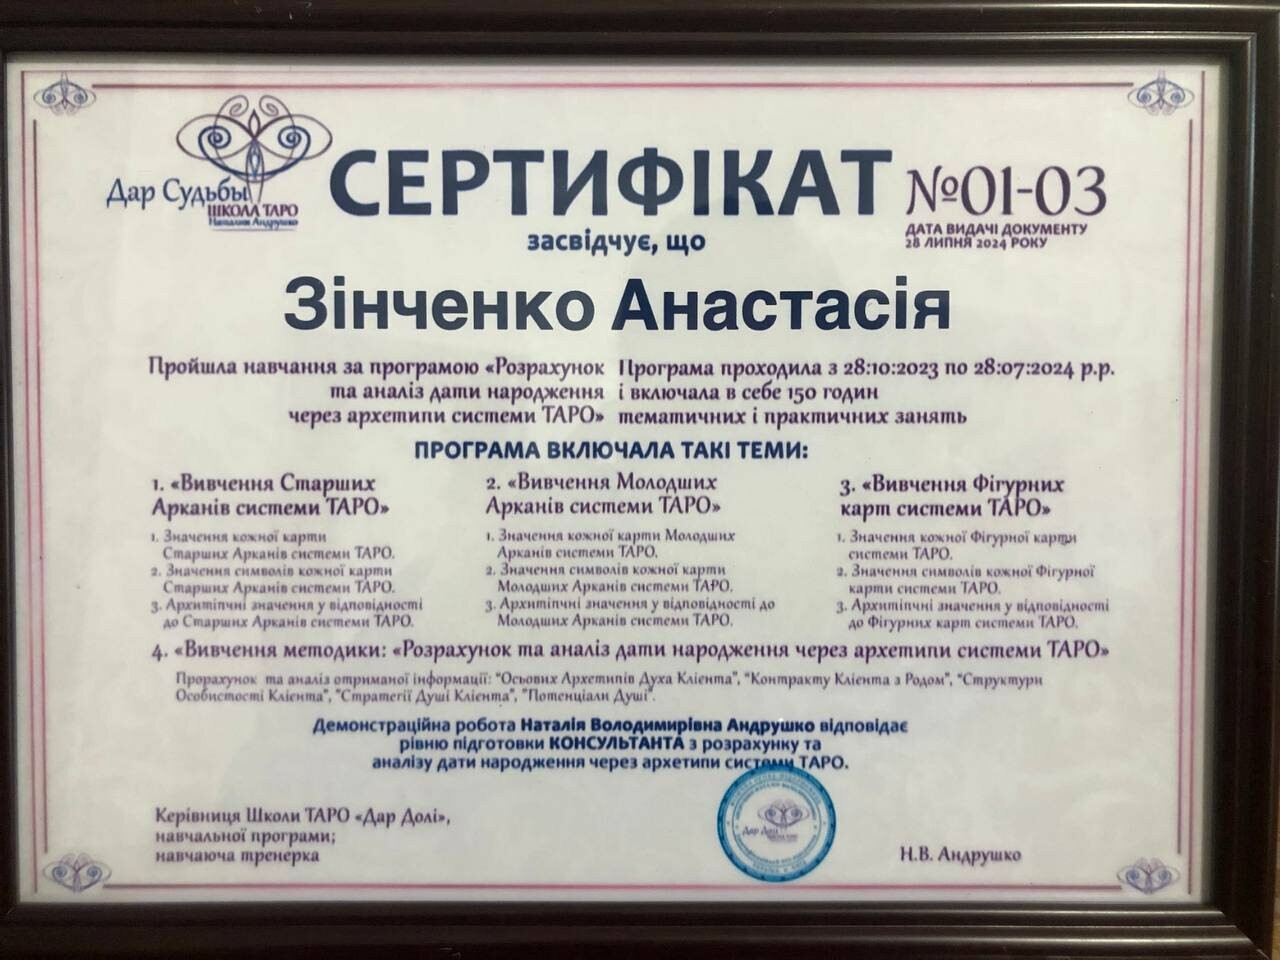 Дар Судьбы
ШКОЛА ТАРО
Наталии Андрушко
СЕРТИФІКАТ
№01-03
ДАТА ВИДАЧІ ДОКУМЕНТУ
28 ЛИПНЯ 2024 РОКУ
засвідчує, що
Зінченко Анастасія
Пройшла навчання за програмою «Розрахунок
та аналіз дати народження
через архетипи системи ТАРО»
Програма проходила з 28:10:2023 по 28:07:2024 р.р.
і включала в себе 150 годин
тематичних і практичних занять
ПРОГРАМА ВКЛЮЧАЛА ТАКІ ТЕМИ:
1. «Вивчення Старших
Арканів системи ТАРО»
1. Значення кожної карти
Старших Арканів системи ТАРО.
2. Значення символів кожної карти
Старших Арканів системи ТАРО.
3. Архитіпчні значення у відповідності
до Старших Арканів системи ТАРО.
2. «Вивчення Молодших
Арканів системи ТАРО»
1. Значення кожної карти Молодших
Арканів системи ТАРО.
2. Значення символів кожної карти
Молодших Арканів системи ТАРО.
3. Архитіпчні значення у відповідності до
Молодших Арканів системи ТАРО.
3. «Вивчення Фігурних
карт системи ТАРО»
1. Значення кожної Фігурної карти
системи ТАРО.
2. Значення символів кожної Фігурної
карти системи ТАРО.
3. Архитіпчні значення у відповідності
до Фігурних карт системи ТАРО.
4. «Вивчення методики: «Розрахунок та аналіз дати народження через архетипи системи ТАРО»
Прорахунок та аналіз отриманої інформації: "Осьових Архетипів Духа Клієнта", "Контракту Клієнта з Родом", "Структури
Особистості Клієнта", "Стратегії Душі Клієнта", "Потенціали Душі".
Демонстраційна робота Наталія Володимирівна Андрушко відповідає
рівню підготовки КОНСУЛЬТАНТА з розрахунку та
аналізу дати народження через архетипи системи ТАРО.
Керівниця Школи ТАРО «Дар Долі»,
навчальної програми;
навчаюча тренерка
Дар Долі
Н.В. Андрушко